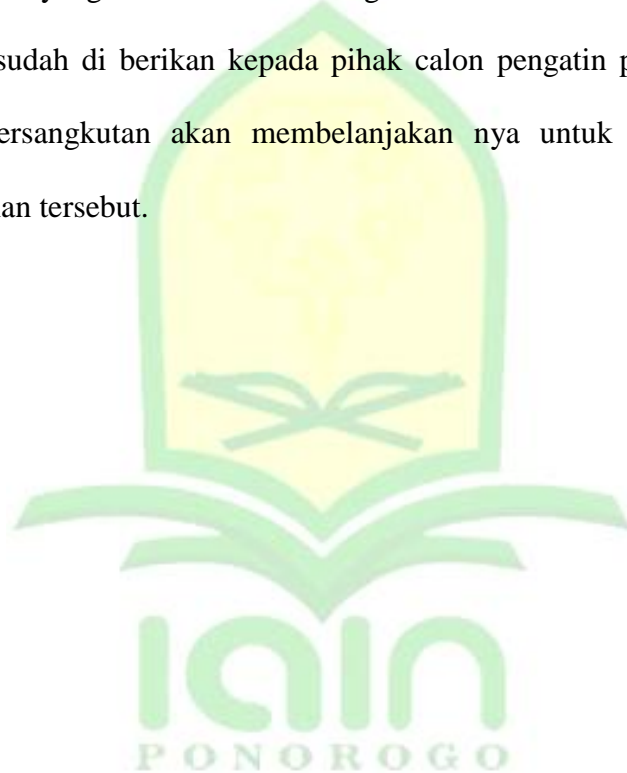 sudah di berikan kepada pihak calon pengatin
ersangkutan akan membelanjakan nya untuk
an tersebut.
IAIN
PONOROGO